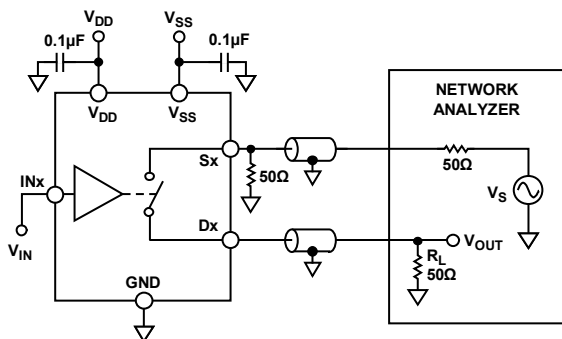 VDD
VSS
0.1µF
0.1µF
VDD
VSS
NETWORK
ANALYZER
Sx
50Ω
50Ω
VS
INx
VIN
Dx
VOUT
RL
50Ω
GND